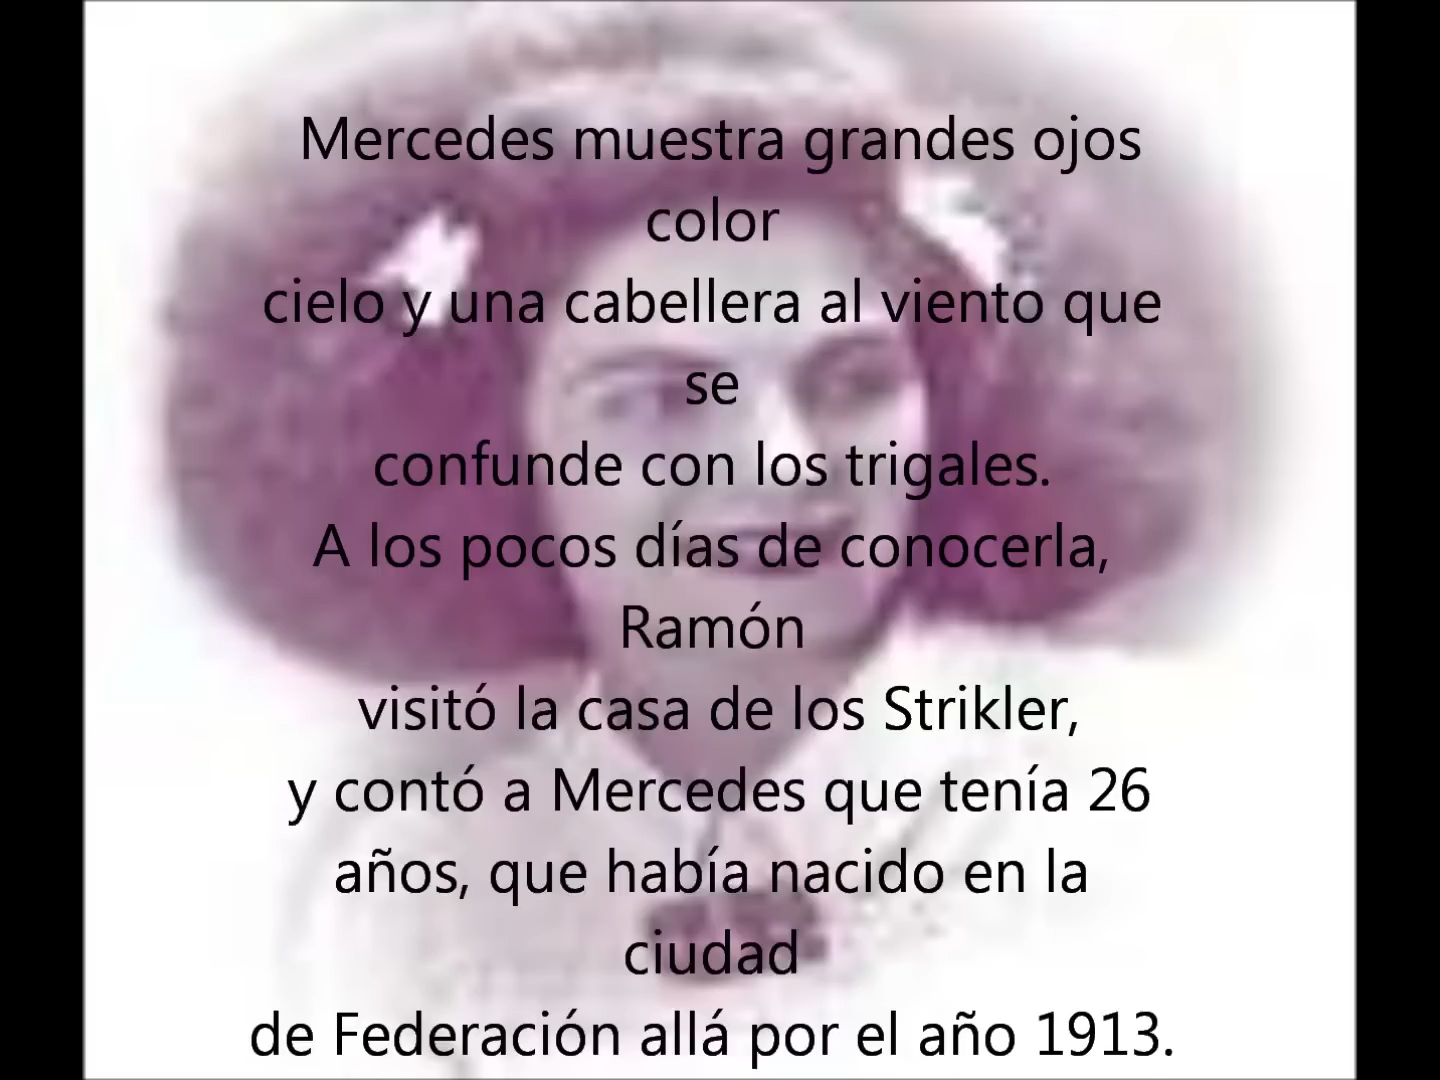 Mercedes muestra grandes ojos
color
cielo y una cabellera al viento que
se
confunde con los trigales.
A los pocos días de conocerla,
Ramón
visitó la casa de los Strikler,
y contó a Mercedes que tenía 26
años, que había nacido en la
ciudad
de Federación allá por el año 1913.